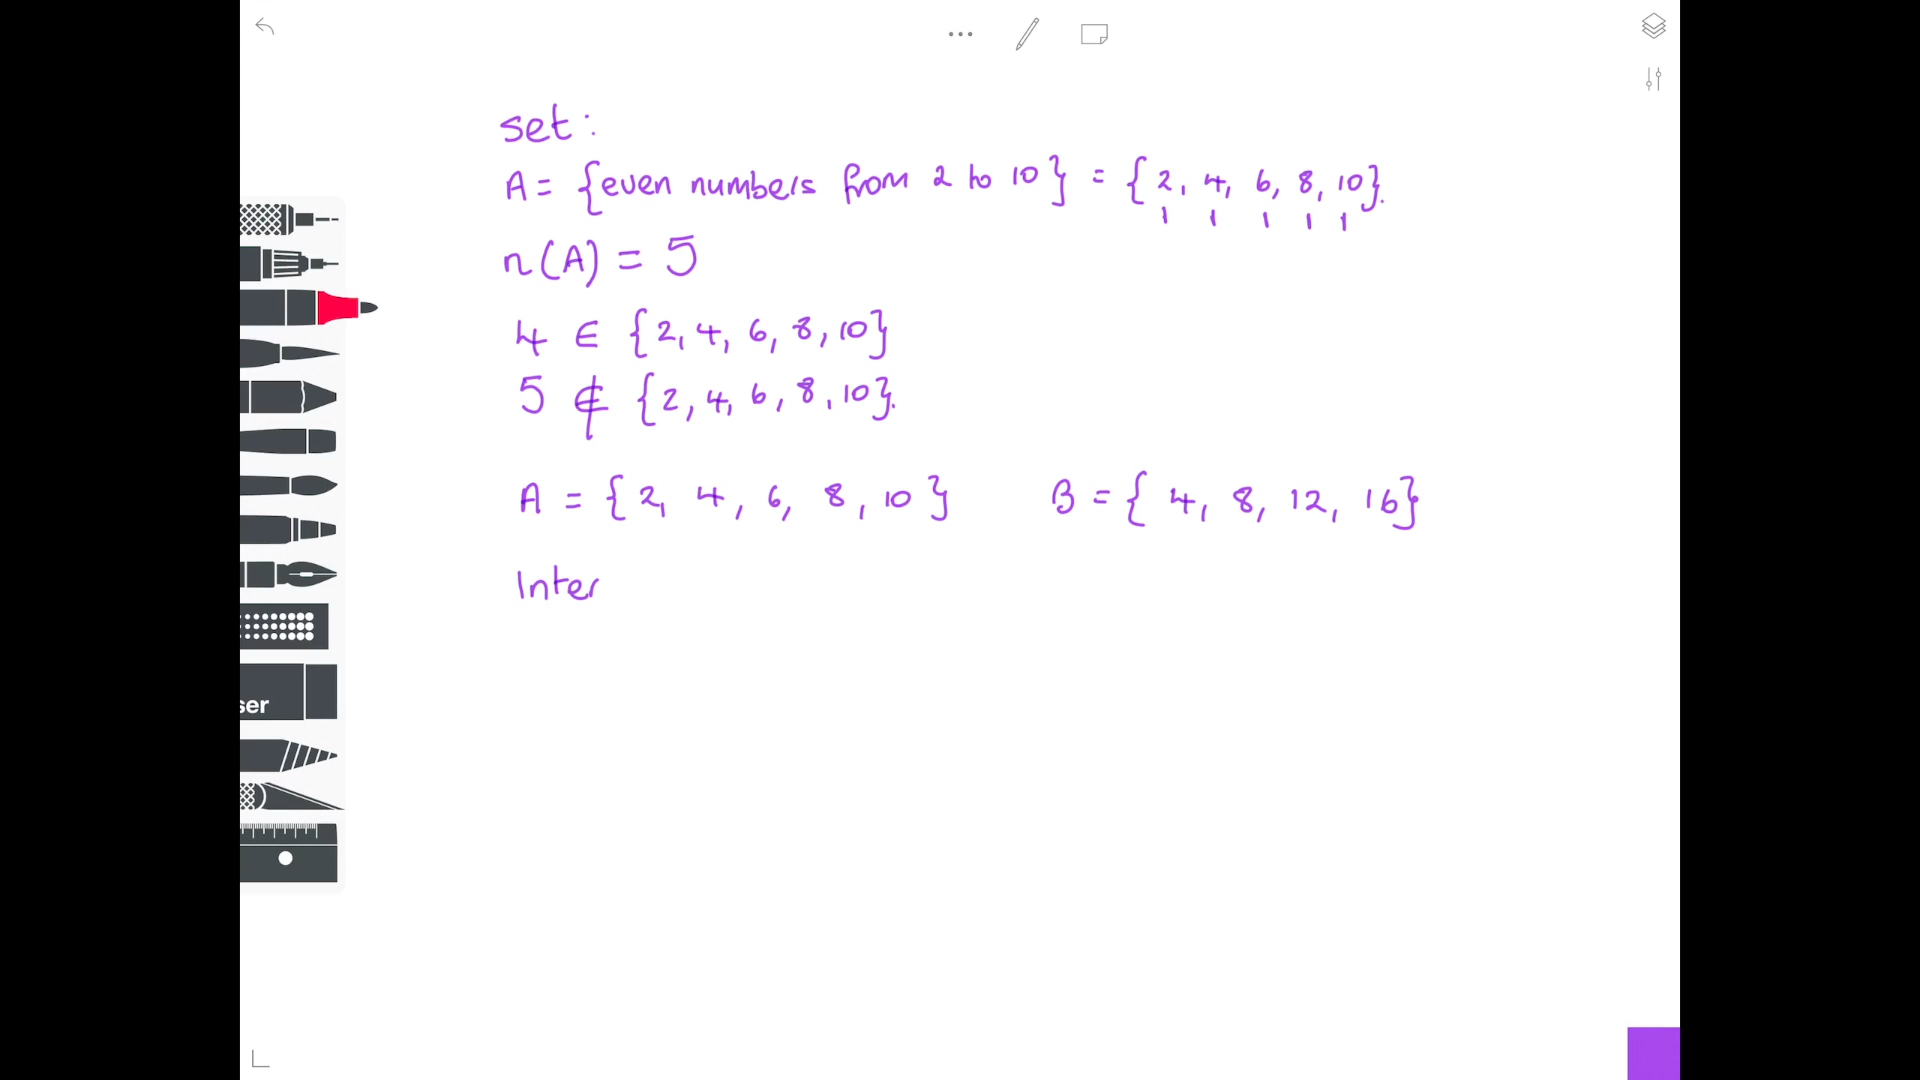 set:
A = {even numbers from 2 to 10} = {2, 4, 6, 8, 10}.
n(A) = 5
4 ∈ {2, 4, 6, 8, 10}
5 ∉ {2, 4, 6, 8, 10}.
A = {2, 4, 6, 8, 10} B = {4, 8, 12, 16}
Inter
ser